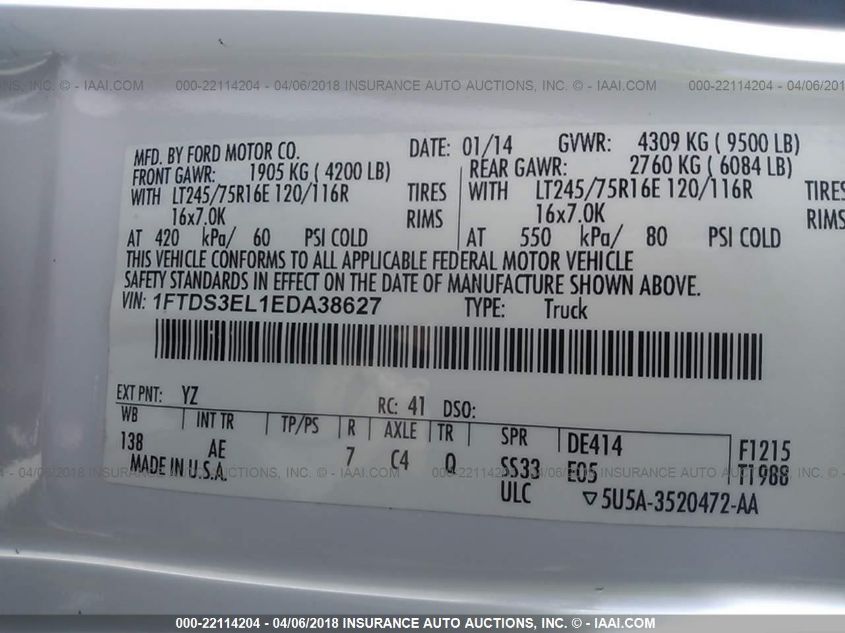 000-22114204 - 04/06/2018 INSURANCE AUTO AUCTIONS, INC. © - IAAI.COM
MFD. BY FORD MOTOR CO. DATE: 01/14 GVWR: 4309 KG ( 9500 LB)
FRONT GAWR: 1905 KG ( 4200 LB) REAR GAWR: 2760 KG ( 6084 LB)
WITH LT245/75R16E 120/116R TIRES WITH LT245/75R16E 120/116R TIRES
16x7.0K RIMS 16x7.0K RIMS
AT 420 kPa/ 60 PSI COLD AT 550 kPa/ 80 PSI COLD
THIS VEHICLE CONFORMS TO ALL APPLICABLE FEDERAL MOTOR VEHICLE
SAFETY STANDARDS IN EFFECT ON THE DATE OF MANUFACTURE SHOWN ABOVE.
VIN: 1FTDS3EL1EDA38627 TYPE: Truck
EXT PNT: YZ RC: 41 DSO:
WB INT TR TP/PS R AXLE TR SPR DE414 F1215
138 AE 7 C4 Q SS33 E05 T1988
MADE IN U.S.A. ULC ▽5U5A-3520472-AA
000-22114204 - 04/06/2018 INSURANCE AUTO AUCTIONS, INC. © - IAAI.COM
000-22114204 - 04/06/2018 INSURANCE AUTO AUCTIONS, INC. © - IAAI.COM